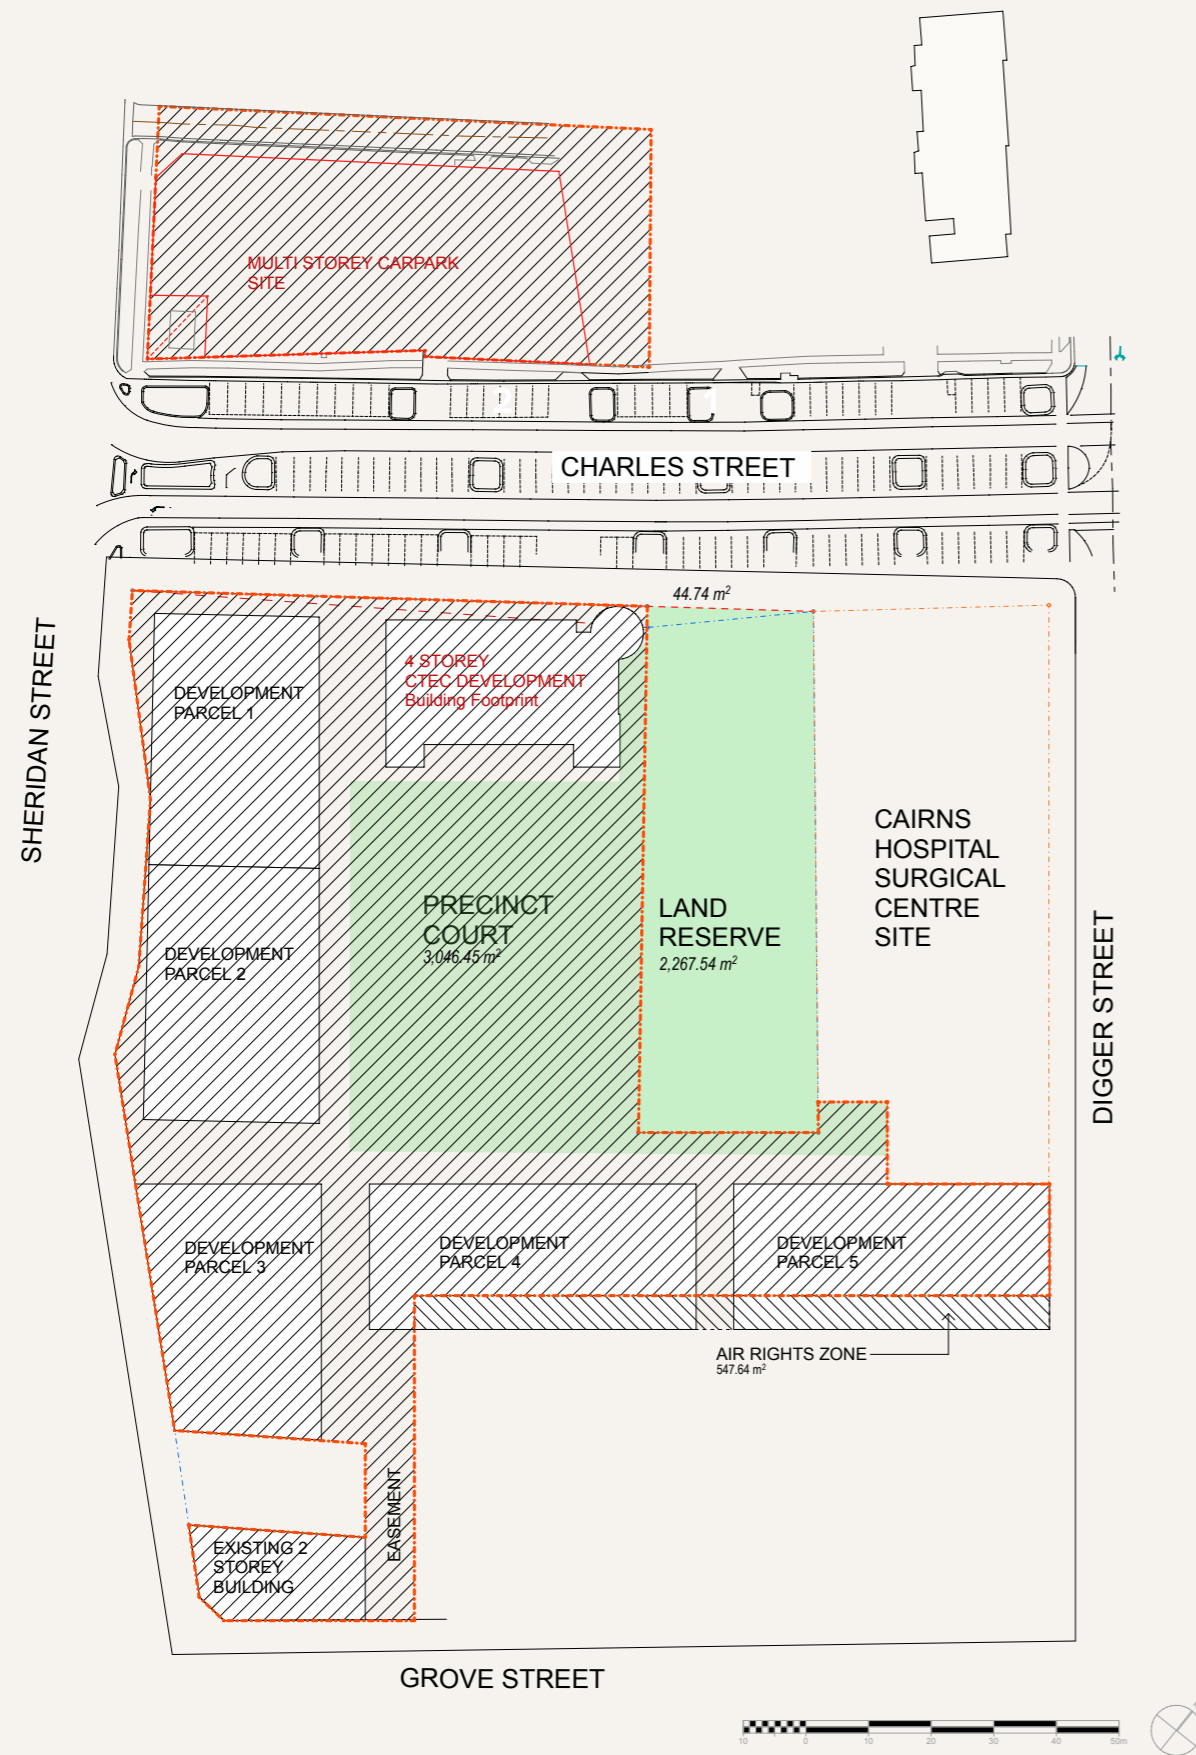 MULTI STOREY CARPARK
SITE
2
1
CHARLES STREET
44.74 m²
SHERIDAN STREET
4 STOREY
CTEC DEVELOPMENT
Building Footprint
DEVELOPMENT
PARCEL 1
CAIRNS
HOSPITAL
SURGICAL
CENTRE
SITE
PRECINCT
COURT
3,046.45 m²
LAND
RESERVE
2,267.54 m²
DEVELOPMENT
PARCEL 2
DIGGER STREET
DEVELOPMENT
PARCEL 3
DEVELOPMENT
PARCEL 4
DEVELOPMENT
PARCEL 5
AIR RIGHTS ZONE
547.64 m²
EASEMENT
EXISTING 2
STOREY
BUILDING
GROVE STREET
10 0 10 20 30 40 50m